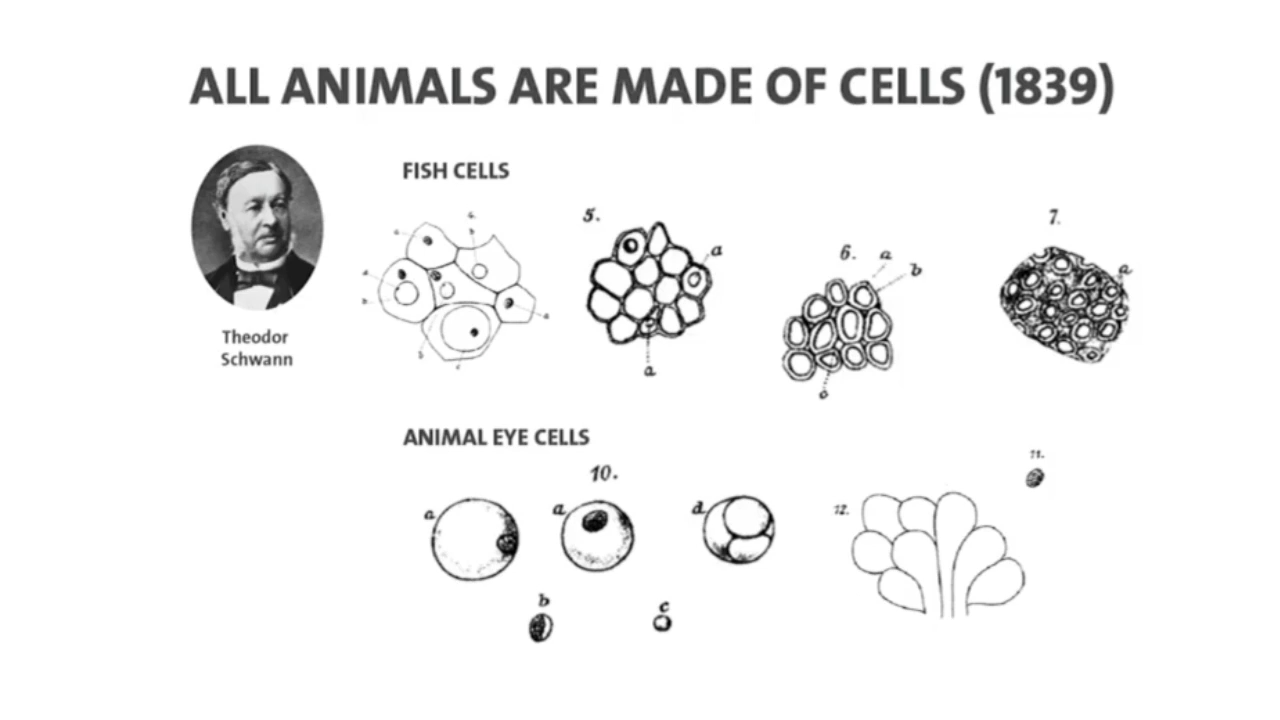 ALL ANIMALS ARE MADE OF CELLS (1839)
Theodor
Schwann
FISH CELLS
a
b
a
b
a
b
c
5.
a
a
6.
a
b
c
7.
a
ANIMAL EYE CELLS
10.
a
a
d
b
c
11.
12.